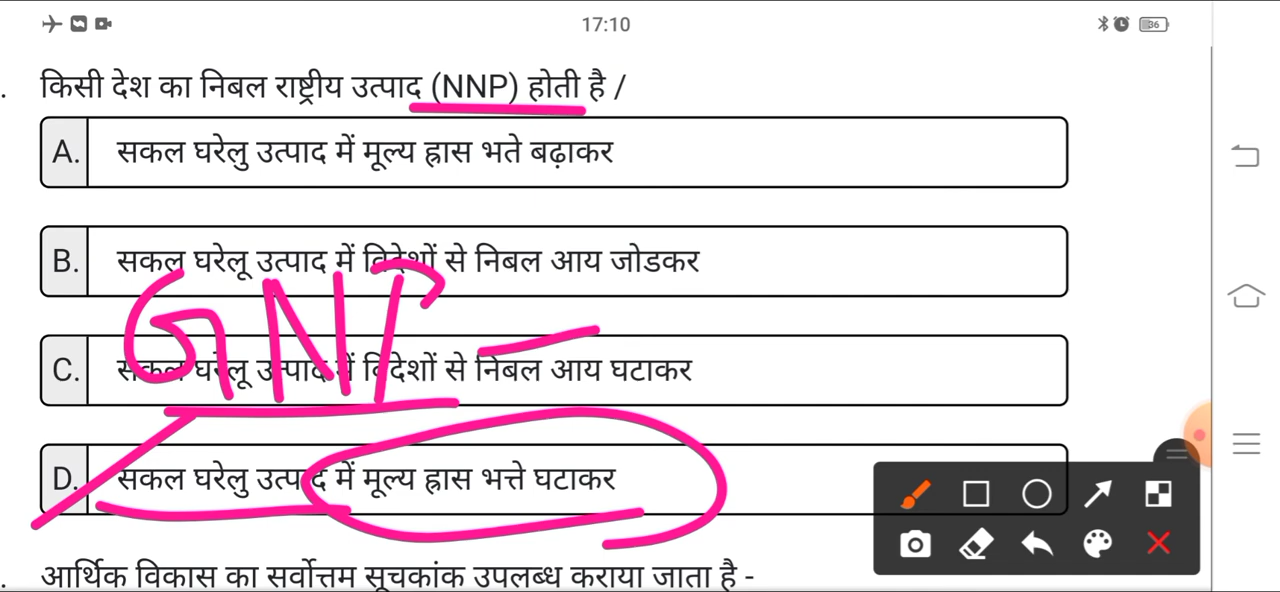 17:10
36
. किसी देश का निबल राष्ट्रीय उत्पाद (NNP) होती है /
A. सकल घरेलु उत्पाद में मूल्य ह्रास भते बढ़ाकर
B. सकल घरेलू उत्पाद में विदेशों से निबल आय जोडकर
GNP -
C. सकल घरेलू उत्पाद में विदेशों से निबल आय घटाकर
D. सकल घरेलु उत्पाद में मूल्य ह्रास भत्ते घटाकर
. आर्थिक विकास का सर्वोत्तम सूचकांक उपलब्ध कराया जाता है -